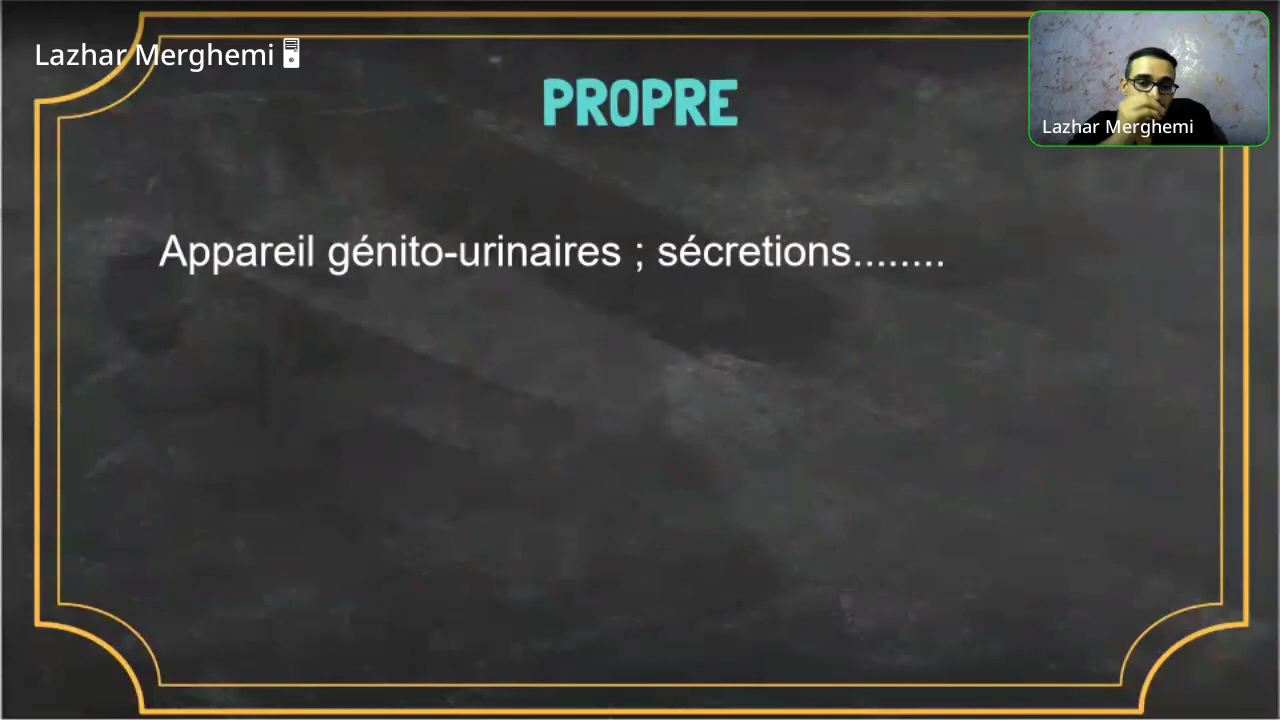 Lazhar Merghemi
PROPRE
Lazhar Merghemi
Appareil génito-urinaires ; sécretions........